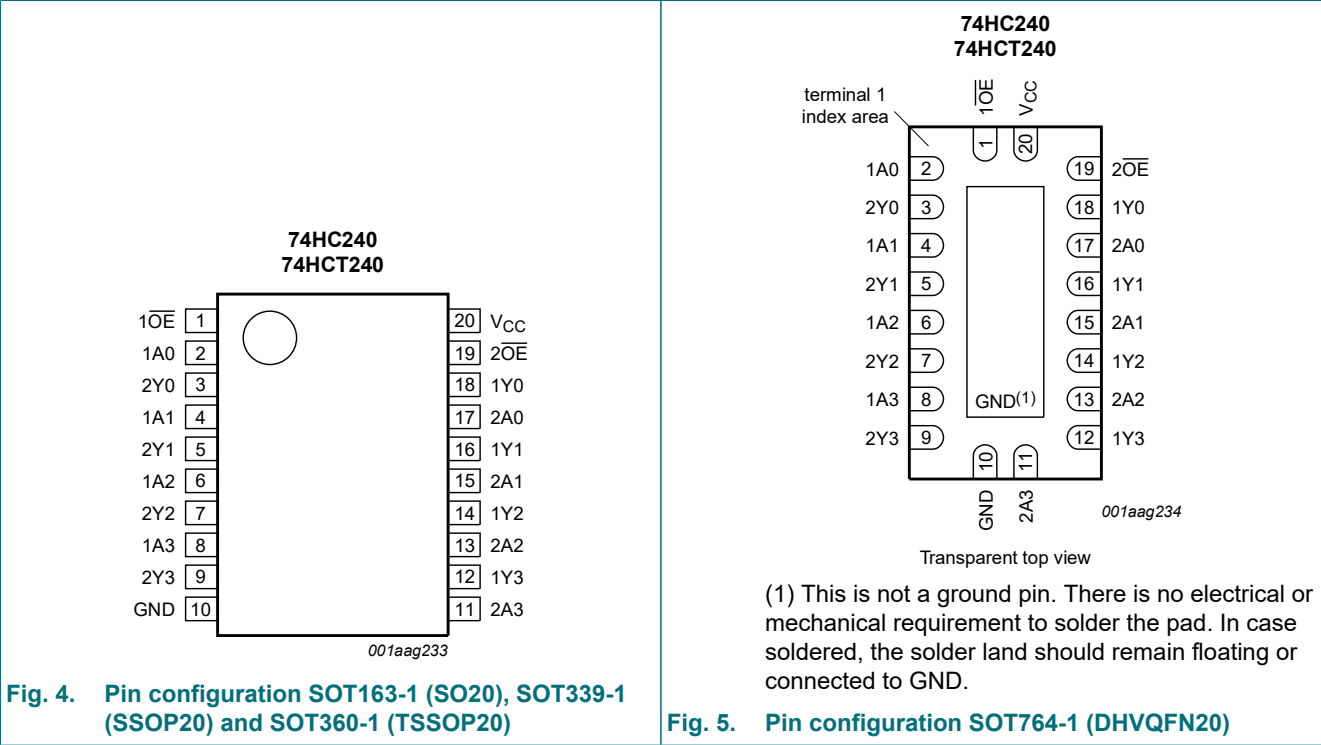 74HC240
74HCT240
1O̅E̅ 1
1A0 2
2Y0 3
1A1 4
2Y1 5
1A2 6
2Y2 7
1A3 8
2Y3 9
GND 10
20 VCC
19 2O̅E̅
18 1Y0
17 2A0
16 1Y1
15 2A1
14 1Y2
13 2A2
12 1Y3
11 2A3
001aag233
Fig. 4. Pin configuration SOT163-1 (SO20), SOT339-1
(SSOP20) and SOT360-1 (TSSOP20)
74HC240
74HCT240
terminal 1
index area
1O̅E̅
VCC
1
20
1A0 2
2Y0 3
1A1 4
2Y1 5
1A2 6
2Y2 7
1A3 8
2Y3 9
19 2O̅E̅
18 1Y0
17 2A0
16 1Y1
15 2A1
14 1Y2
13 2A2
12 1Y3
GND(1)
10
11
GND
2A3
001aag234
Transparent top view
(1) This is not a ground pin. There is no electrical or
mechanical requirement to solder the pad. In case
soldered, the solder land should remain floating or
connected to GND.
Fig. 5. Pin configuration SOT764-1 (DHVQFN20)